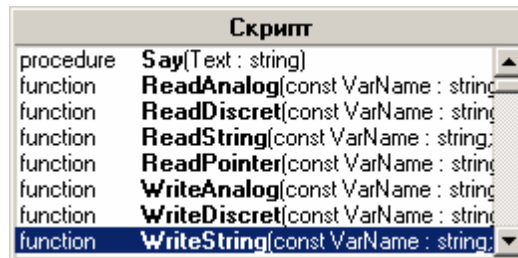 Скрипт
procedure Say(Text : string)
function ReadAnalog(const VarName : string
function ReadDiscret(const VarName : string
function ReadString(const VarName : string;
function ReadPointer(const VarName : string
function WriteAnalog(const VarName : string
function WriteDiscret(const VarName : string
function WriteString(const VarName : string;